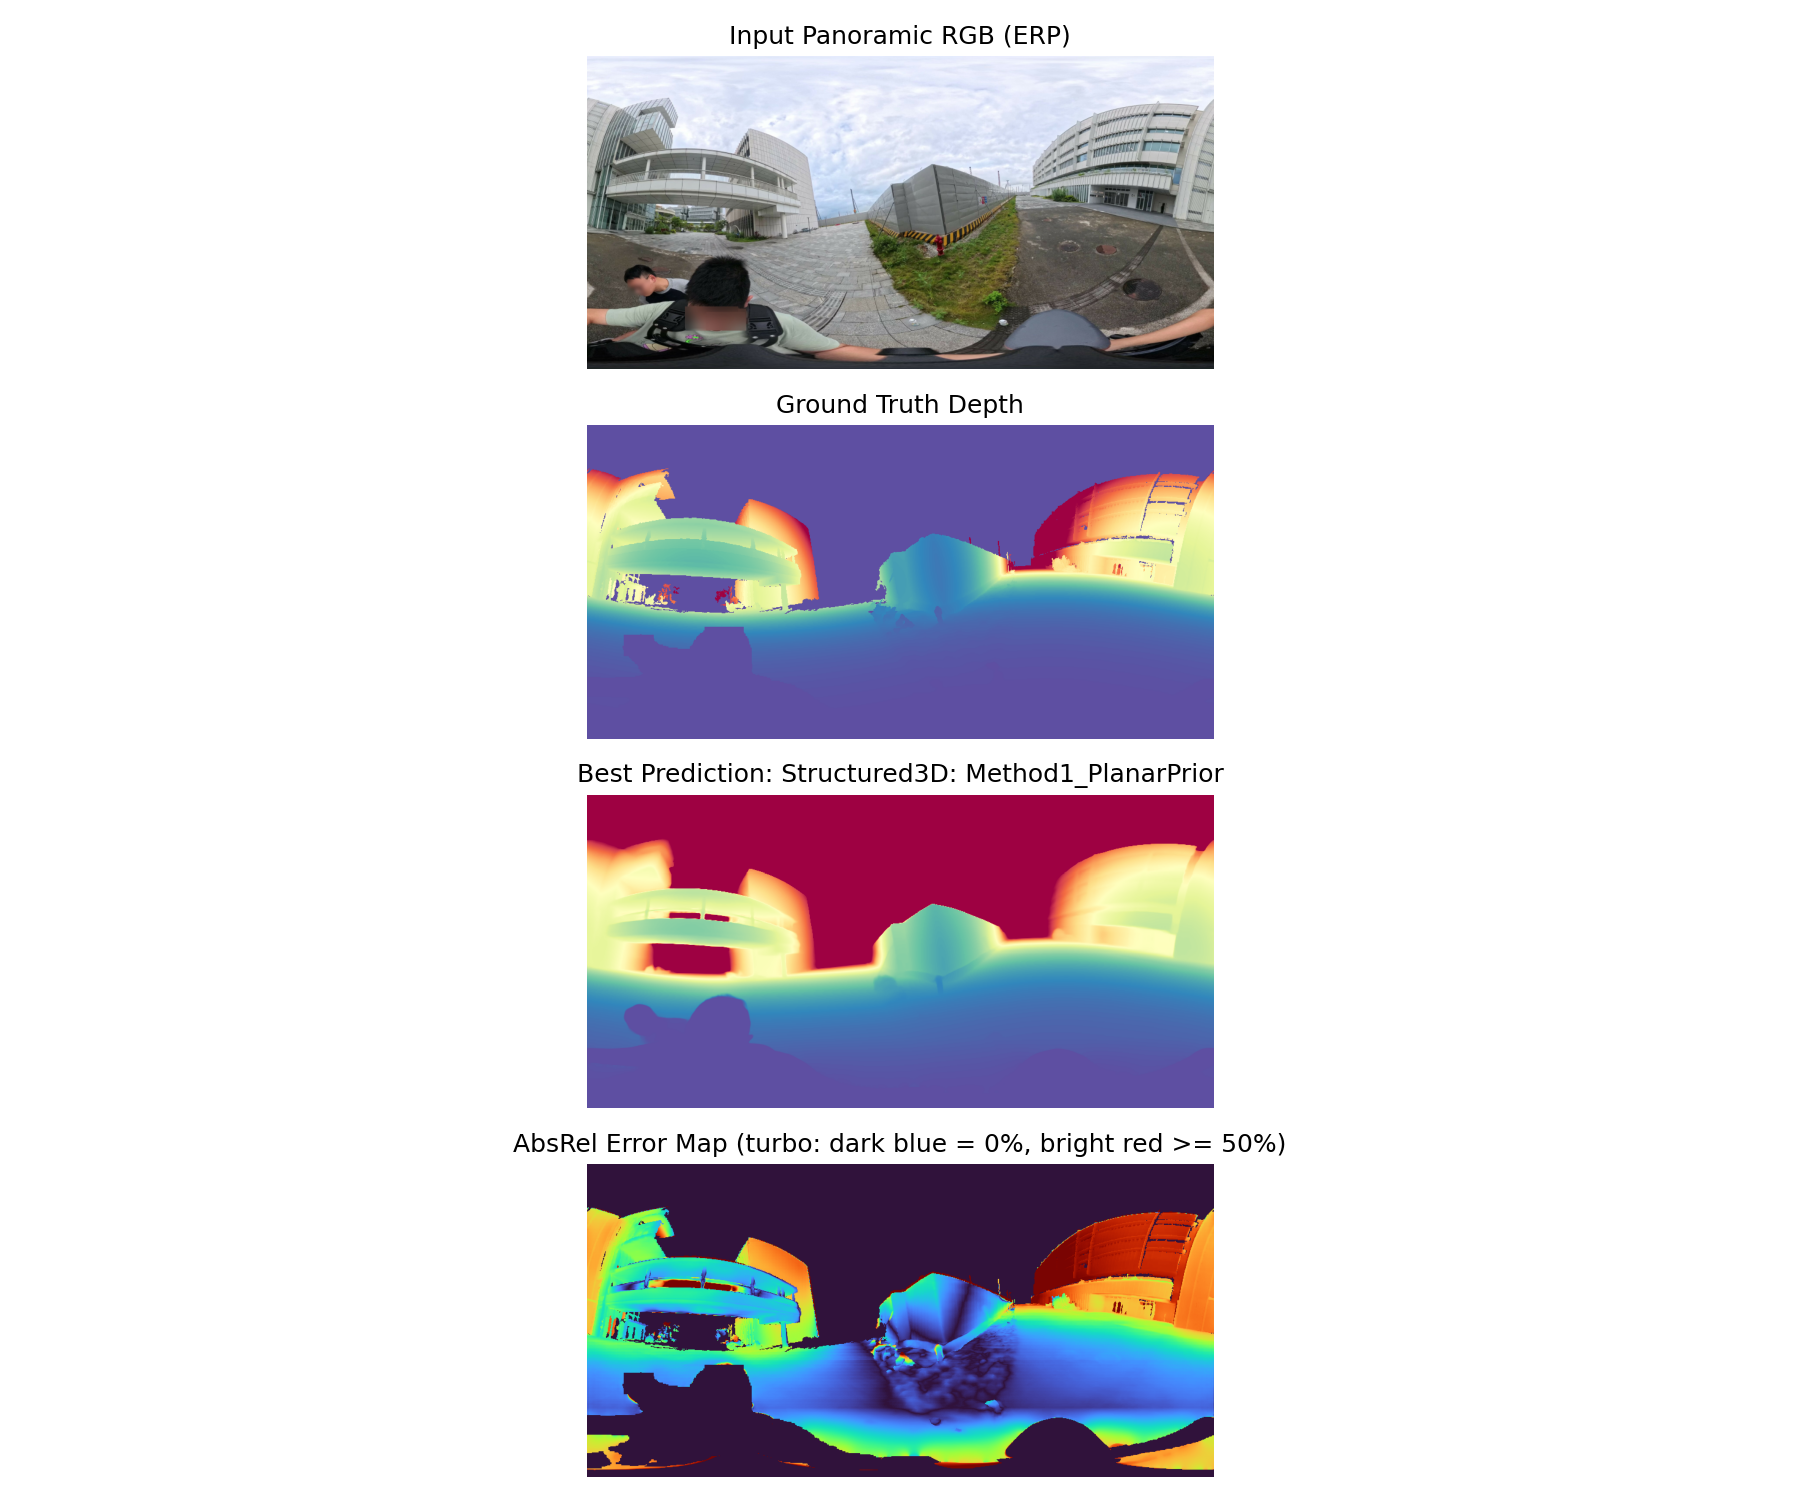 Input Panoramic RGB (ERP)
Ground Truth Depth
Best Prediction: Structured3D: Method1_PlanarPrior
AbsRel Error Map (turbo: dark blue = 0%, bright red >= 50%)